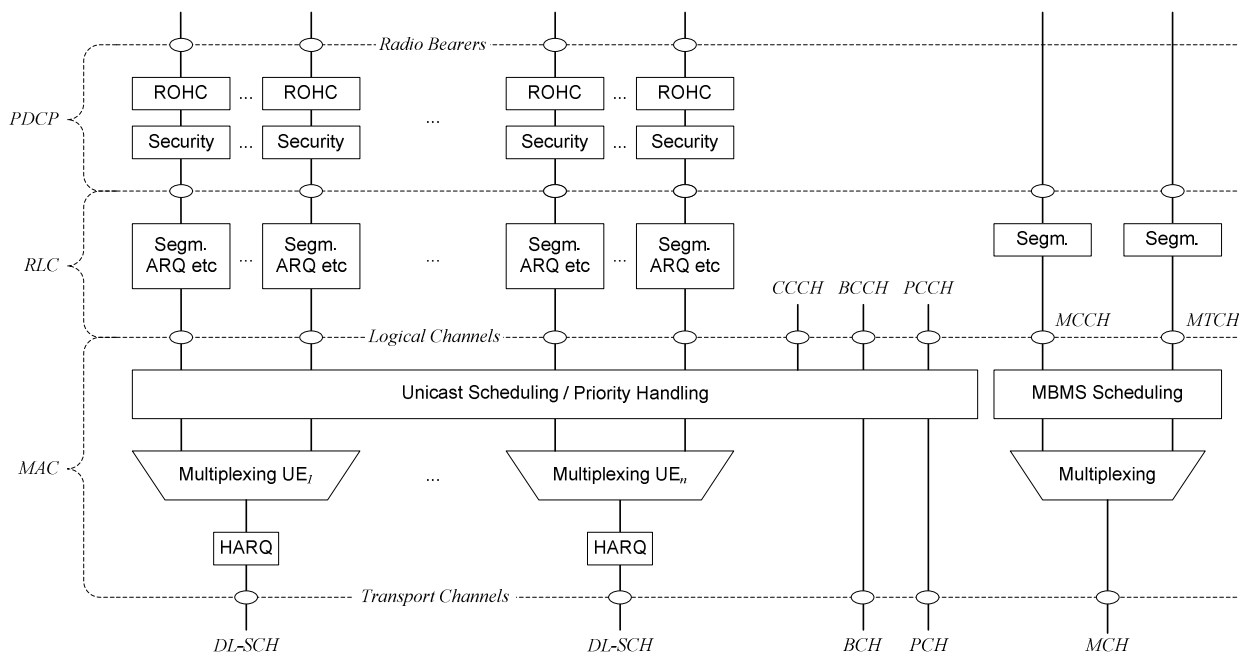 Radio Bearers
ROHC ... ROHC ROHC ... ROHC
PDCP ... 
Security ... Security Security ... Security
Segm. Segm. Segm. Segm. Segm. Segm.
ARQ etc ... ARQ etc ... ARQ etc ... ARQ etc
RLC
CCCH BCCH PCCH
MCCH MTCH
Logical Channels
Unicast Scheduling / Priority Handling MBMS Scheduling
MAC
Multiplexing UE1 ... Multiplexing UEn Multiplexing
HARQ HARQ
Transport Channels
DL-SCH DL-SCH BCH PCH MCH